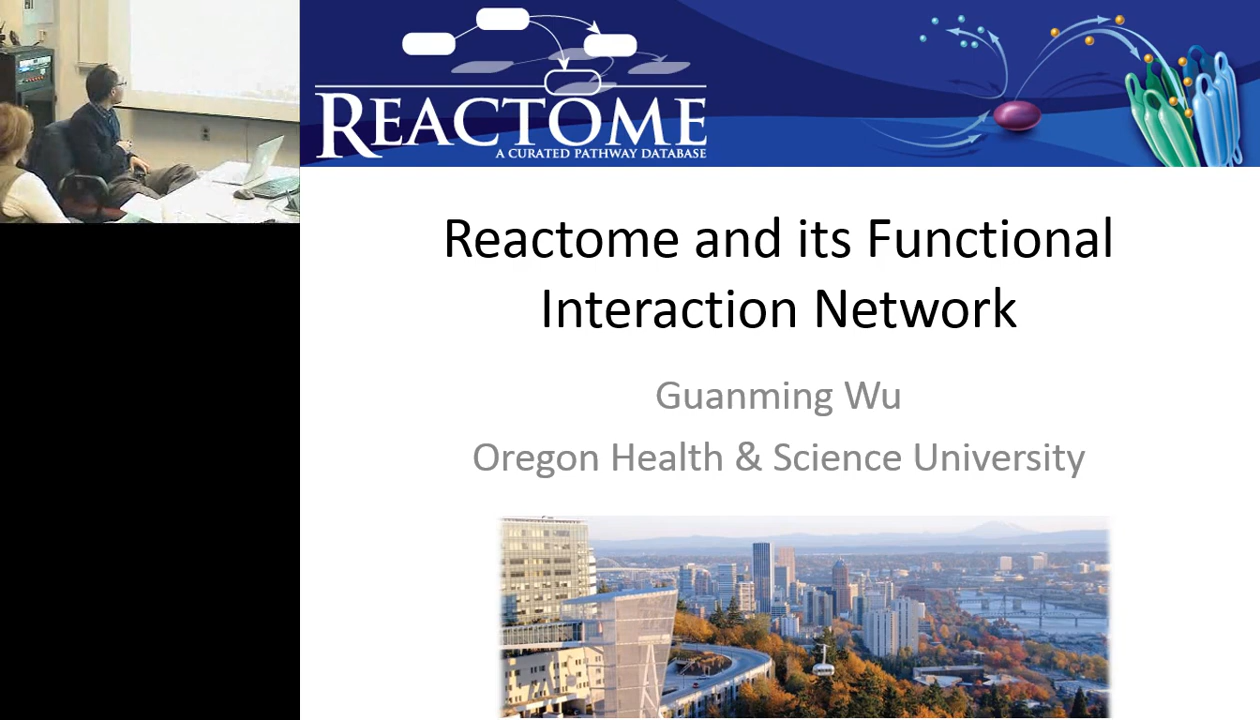 REACTOME
A CURATED PATHWAY DATABASE
Reactome and its Functional
Interaction Network
Guanming Wu
Oregon Health & Science University